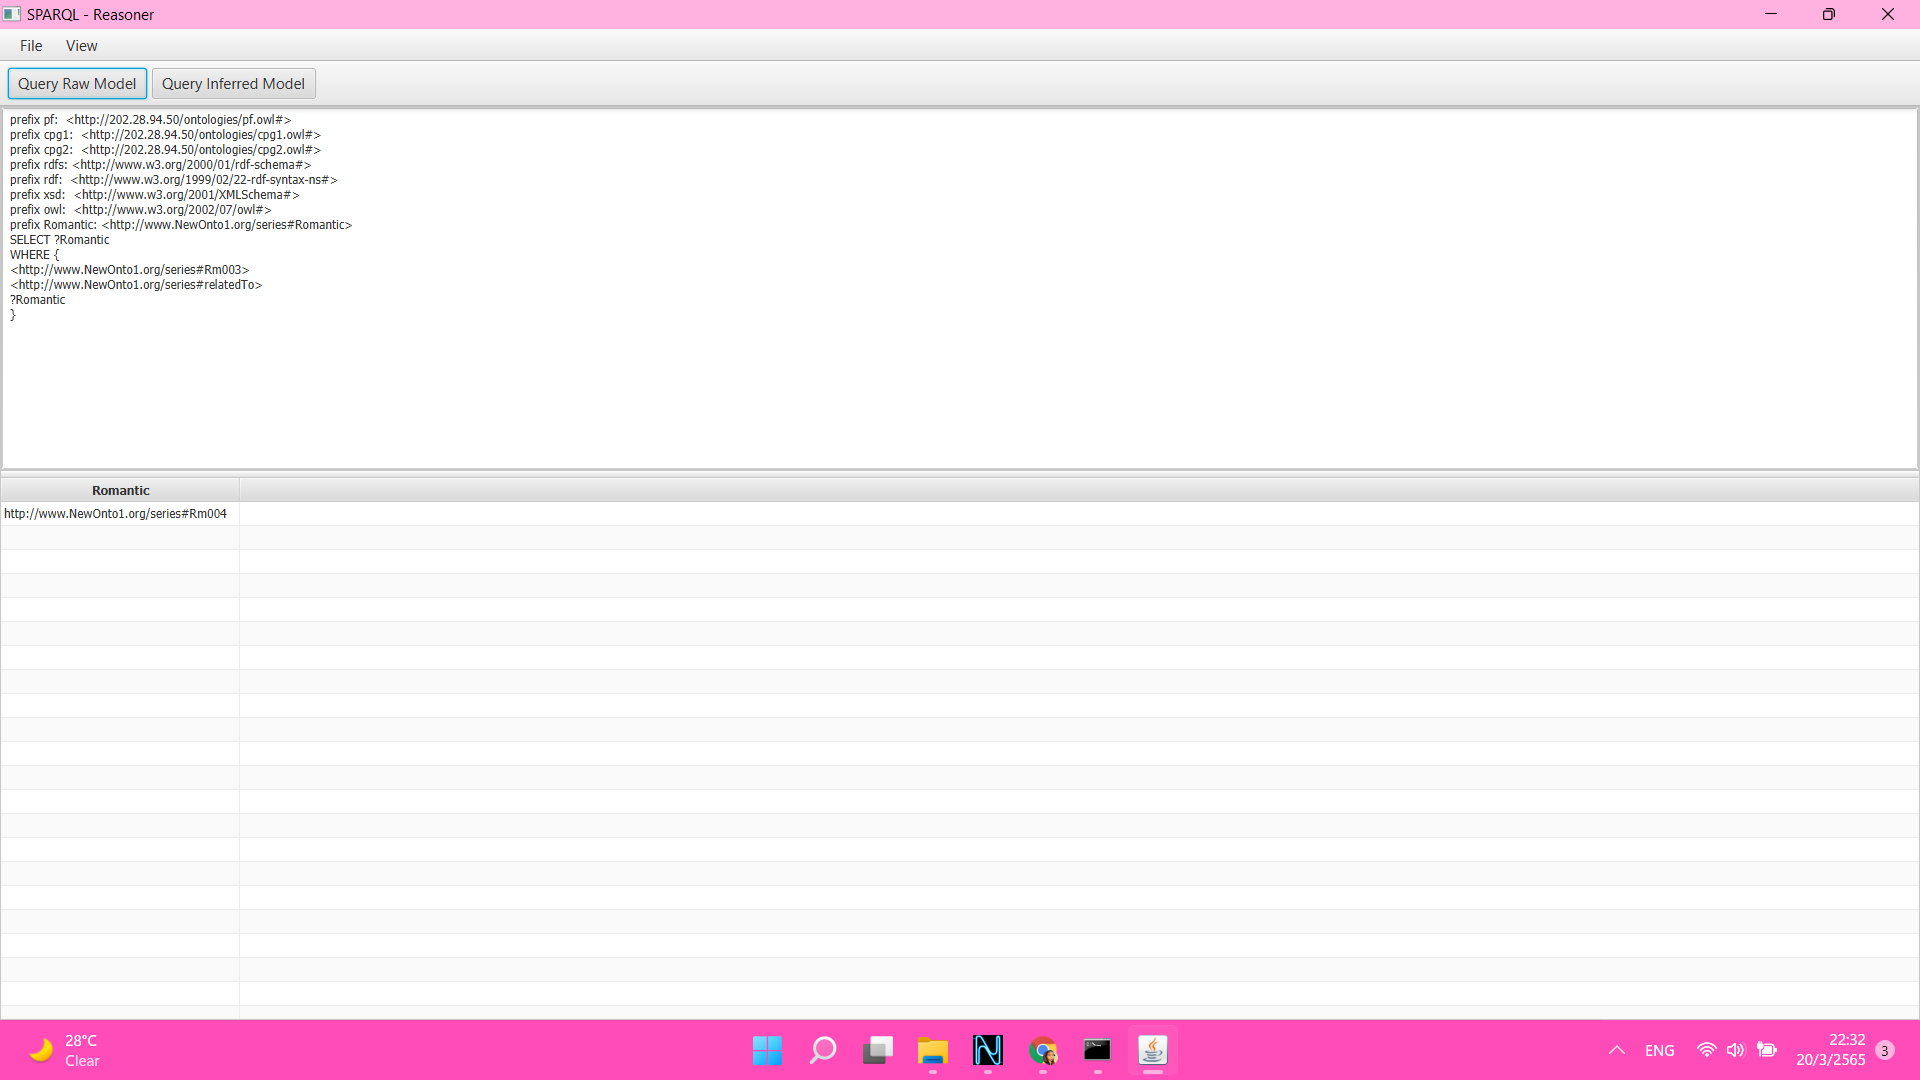 SPARQL - Reasoner
File View
Query Raw Model Query Inferred Model
prefix pf: <http://202.28.94.50/ontologies/pf.owl#>
prefix cpg1: <http://202.28.94.50/ontologies/cpg1.owl#>
prefix cpg2: <http://202.28.94.50/ontologies/cpg2.owl#>
prefix rdfs: <http://www.w3.org/2000/01/rdf-schema#>
prefix rdf: <http://www.w3.org/1999/02/22-rdf-syntax-ns#>
prefix xsd: <http://www.w3.org/2001/XMLSchema#>
prefix owl: <http://www.w3.org/2002/07/owl#>
prefix Romantic: <http://www.NewOnto1.org/series#Romantic>
SELECT ?Romantic
WHERE {
<http://www.NewOnto1.org/series#Rm003>
<http://www.NewOnto1.org/series#relatedTo>
?Romantic
}
Romantic
http://www.NewOnto1.org/series#Rm004
28°C
Clear
ENG
22:32
20/3/2565
3